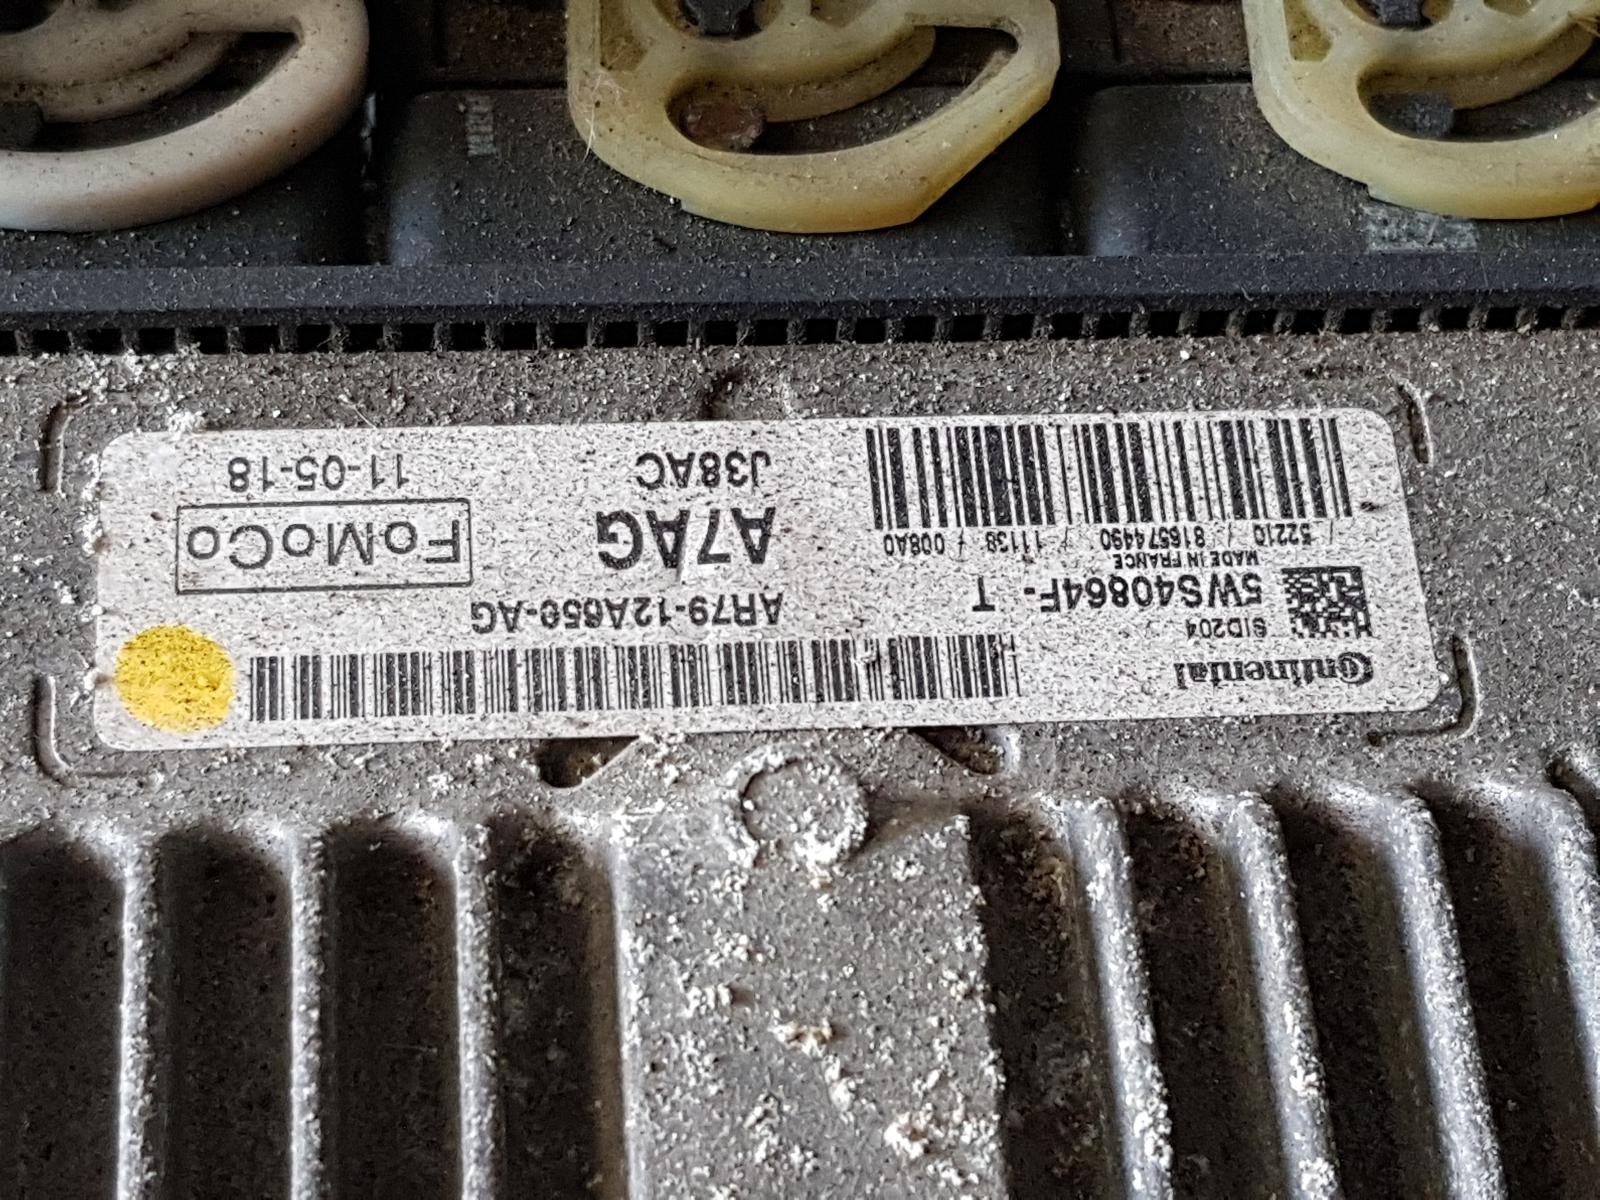 Continental
SID204
5WS40864F- T
MADE IN FRANCE
/ 52210 / 816574490 / 11138 / 008A0
AR79-12A650-AG
A7AG
J38AC
FoMoCo
11-05-18